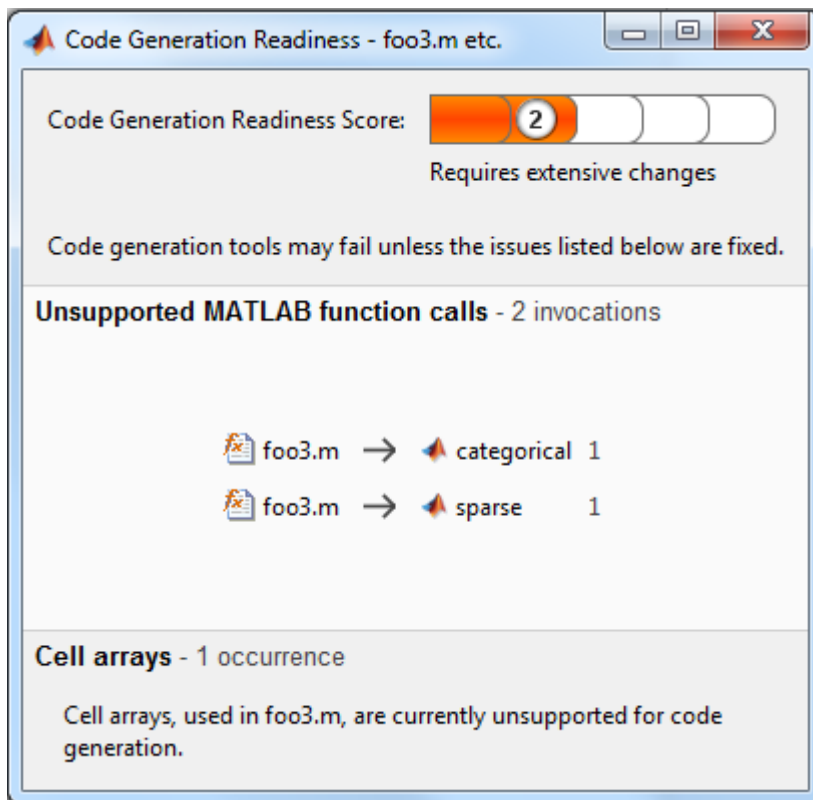 Code Generation Readiness - foo3.m etc.
Code Generation Readiness Score: 2
Requires extensive changes
Code generation tools may fail unless the issues listed below are fixed.
Unsupported MATLAB function calls - 2 invocations
foo3.m → categorical 1
foo3.m → sparse 1
Cell arrays - 1 occurrence
Cell arrays, used in foo3.m, are currently unsupported for code
generation.